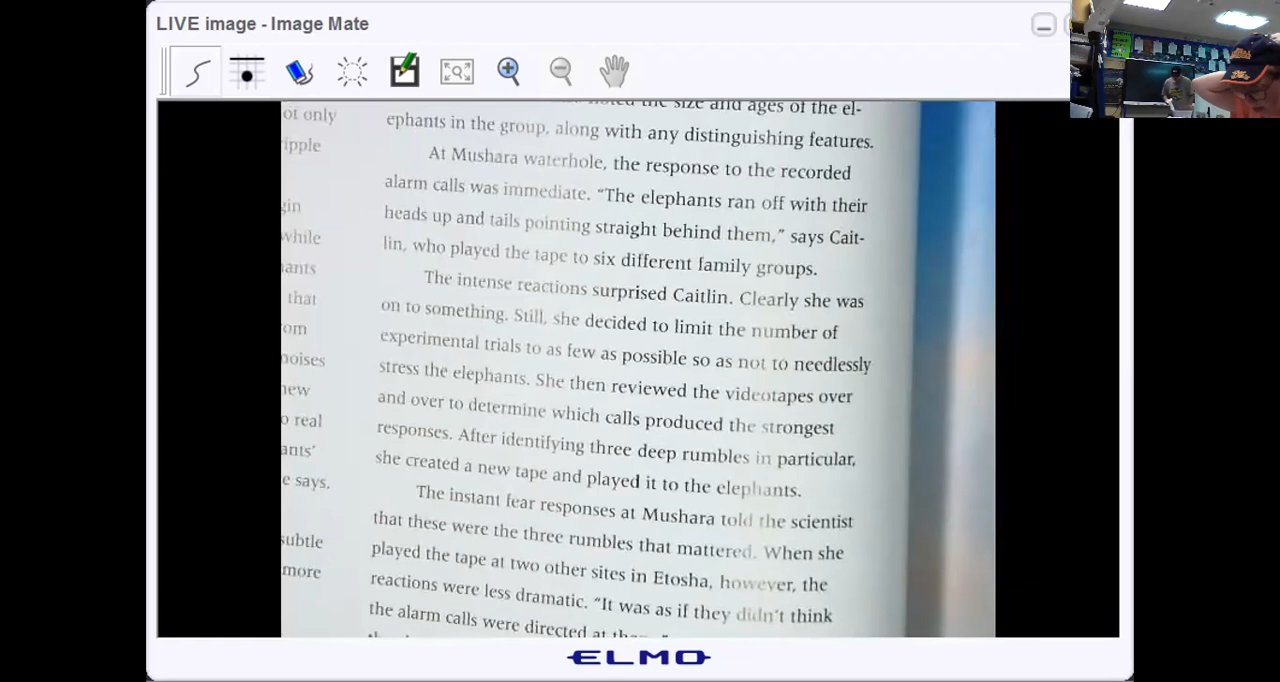 LIVE image - Image Mate
ot only
ripple
gin
while
hants
that
om
noises
new
o real
ants'
e says.
subtle
more
the size and ages of the el-
ephants in the group, along with any distinguishing features.
At Mushara waterhole, the response to the recorded
alarm calls was immediate. “The elephants ran off with their
heads up and tails pointing straight behind them,” says Cait-
lin, who played the tape to six different family groups.
The intense reactions surprised Caitlin. Clearly she was
on to something. Still, she decided to limit the number of
experimental trials to as few as possible so as not to needlessly
stress the elephants. She then reviewed the videotapes over
and over to determine which calls produced the strongest
responses. After identifying three deep rumbles in particular,
she created a new tape and played it to the elephants.
The instant fear responses at Mushara told the scientist
that these were the three rumbles that mattered. When she
played the tape at two other sites in Etosha, however, the
reactions were less dramatic. “It was as if they didn't think
the alarm calls were directed at
ELMO